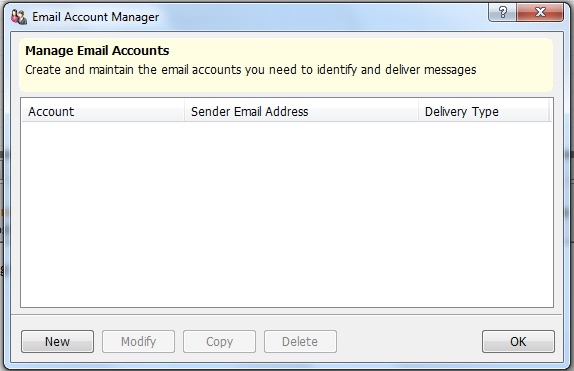 Email Account Manager
?
Manage Email Accounts
Create and maintain the email accounts you need to identify and deliver messages
Account Sender Email Address Delivery Type
New Modify Copy Delete OK